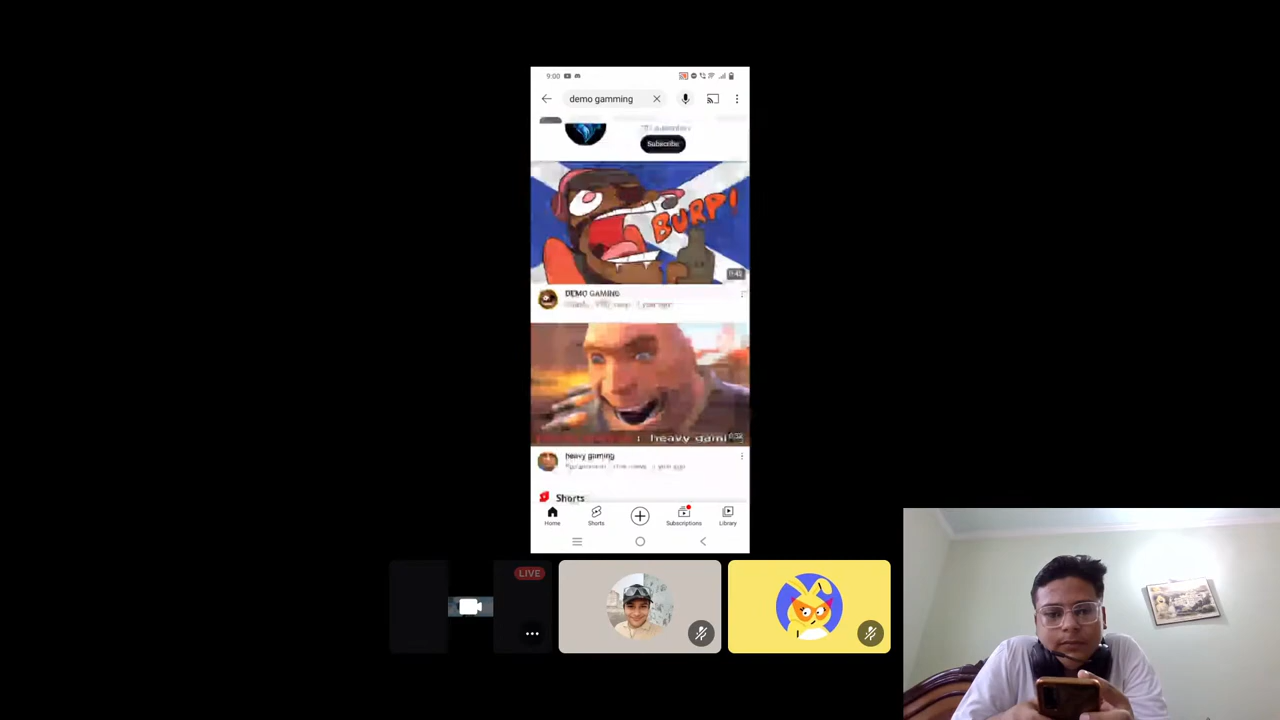 9:00
demo gamming
Subscribe
BURP!
DEMO GAMING
: heavy gami
heavy gaming
Shorts
Home
Shorts
Subscriptions
Library
LIVE